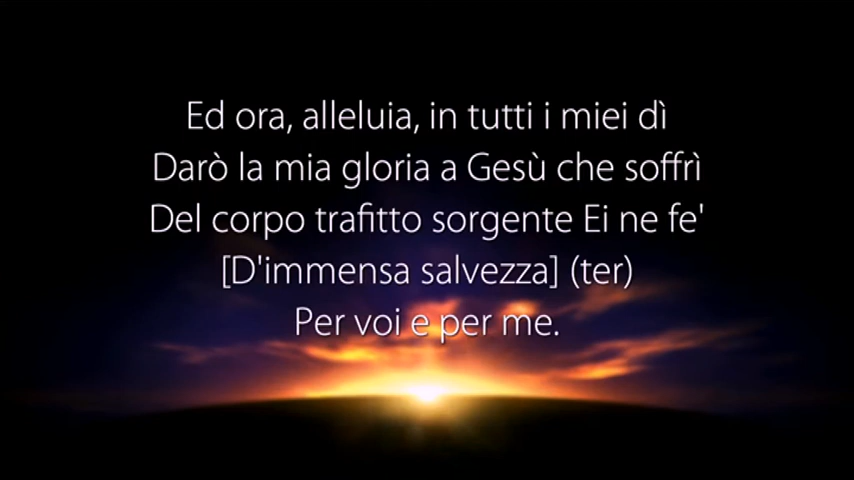 Ed ora, alleluia, in tutti i miei dì
Darò la mia gloria a Gesù che soffrì
Del corpo trafitto sorgente Ei ne fe'
[D'immensa salvezza] (ter)
Per voi e per me.